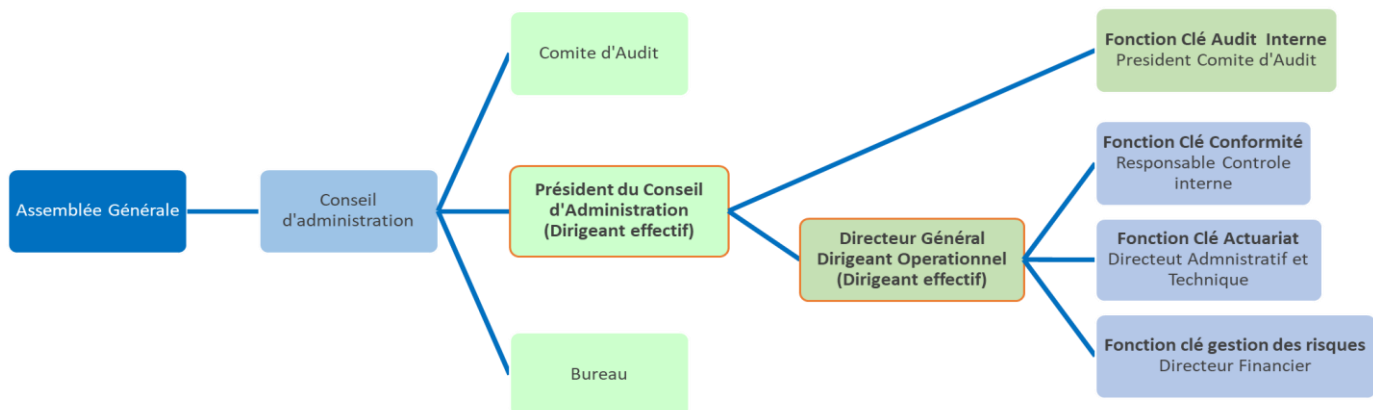 Assemblée Générale
Conseil
d'administration
Comite d'Audit
Président du Conseil
d'Administration
(Dirigeant effectif)
Bureau
Directeur Général
Dirigeant Operationnel
(Dirigeant effectif)
Fonction Clé Audit Interne
President Comite d'Audit
Fonction Clé Conformité
Responsable Controle
interne
Fonction Clé Actuariat
Directeut Admnistratif et
Technique
Fonction clé gestion des risques
Directeur Financier